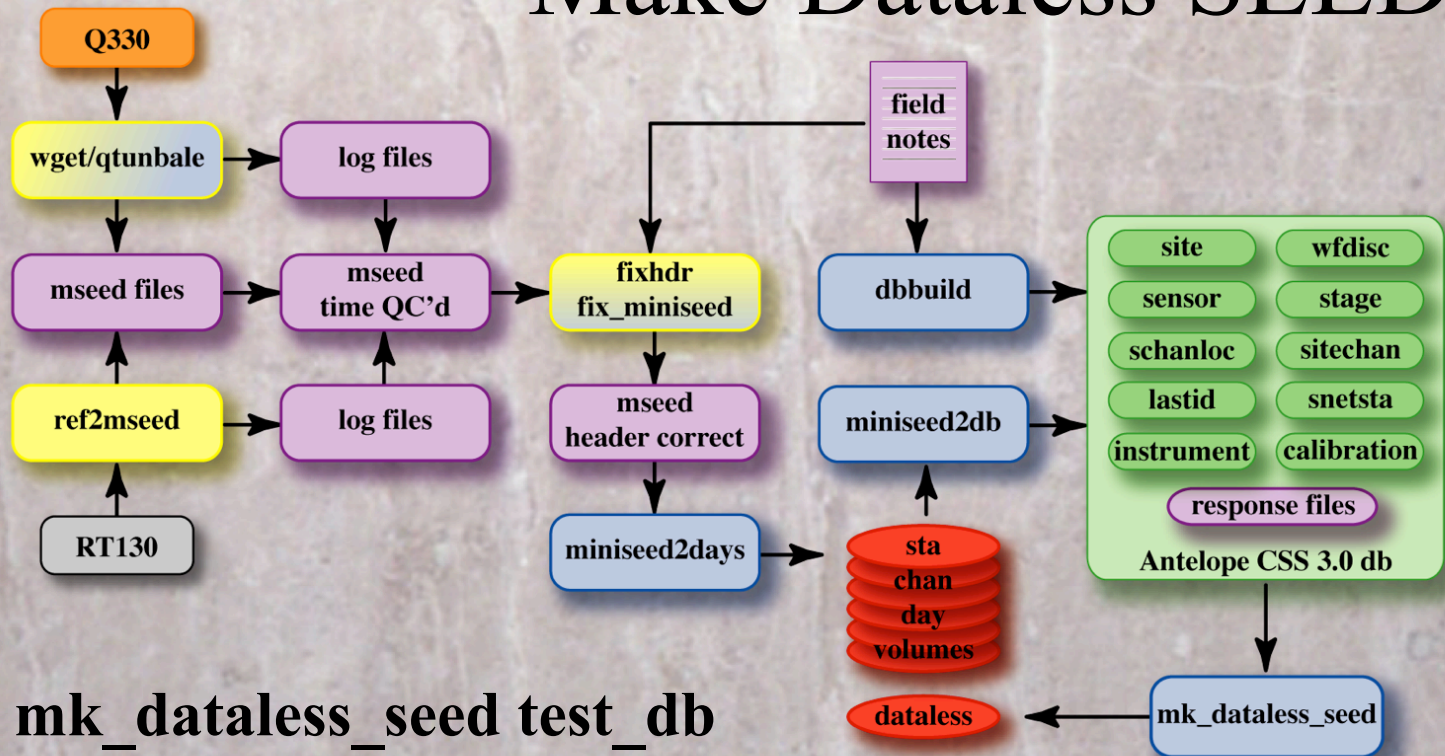 Make Dataless SEED
Q330
wget/qtunbale
log files
field
notes
mseed files
mseed
time QC’d
fixhdr
fix_miniseed
dbbuild
ref2mseed
log files
mseed
header correct
miniseed2db
RT130
miniseed2days
sta
chan
day
volumes
site
wfdisc
sensor
stage
schanloc
sitechan
lastid
snetsta
instrument
calibration
response files
Antelope CSS 3.0 db
mk_dataless_seed
dataless
mk_dataless_seed test_db